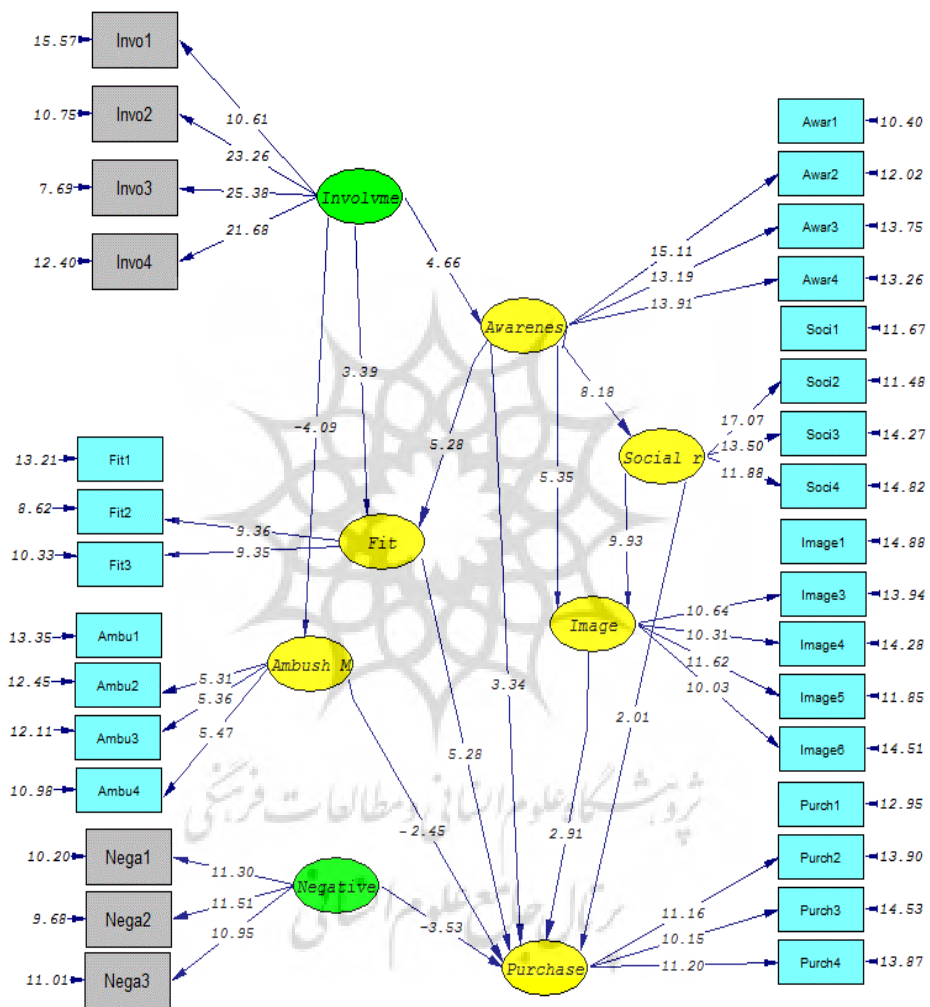 15.57 Invo1
10.75 Invo2
7.69 Invo3
12.40 Invo4
10.61
23.26
25.38
21.68
Involvme
4.66
3.39
-4.09
Awar1 10.40
Awar2 12.02
Awar3 13.75
Awar4 13.26
15.11
13.19
13.91
Awarenes
8.18
5.28
5.35
3.34
Soci1 11.67
Soci2 11.48
Soci3 14.27
Soci4 14.82
17.07
13.50
11.88
Social r
9.93
2.01
13.21 Fit1
8.62 Fit2
10.33 Fit3
9.36
9.35
Fit
5.28
Image1 14.88
Image3 13.94
Image4 14.28
Image5 11.85
Image6 14.51
10.64
10.31
11.62
10.03
Image
2.91
13.35 Ambu1
12.45 Ambu2
12.11 Ambu3
10.98 Ambu4
5.31
5.36
5.47
Ambush M
-2.45
پژوهشگاه علوم انسانی و مطالعات فرهنگی
پرتال جامع علوم انسانی
10.20 Nega1
9.68 Nega2
11.01 Nega3
11.30
11.51
10.95
Negative
-3.53
Purch1 12.95
Purch2 13.90
Purch3 14.53
Purch4 13.87
11.16
10.15
11.20
Purchase